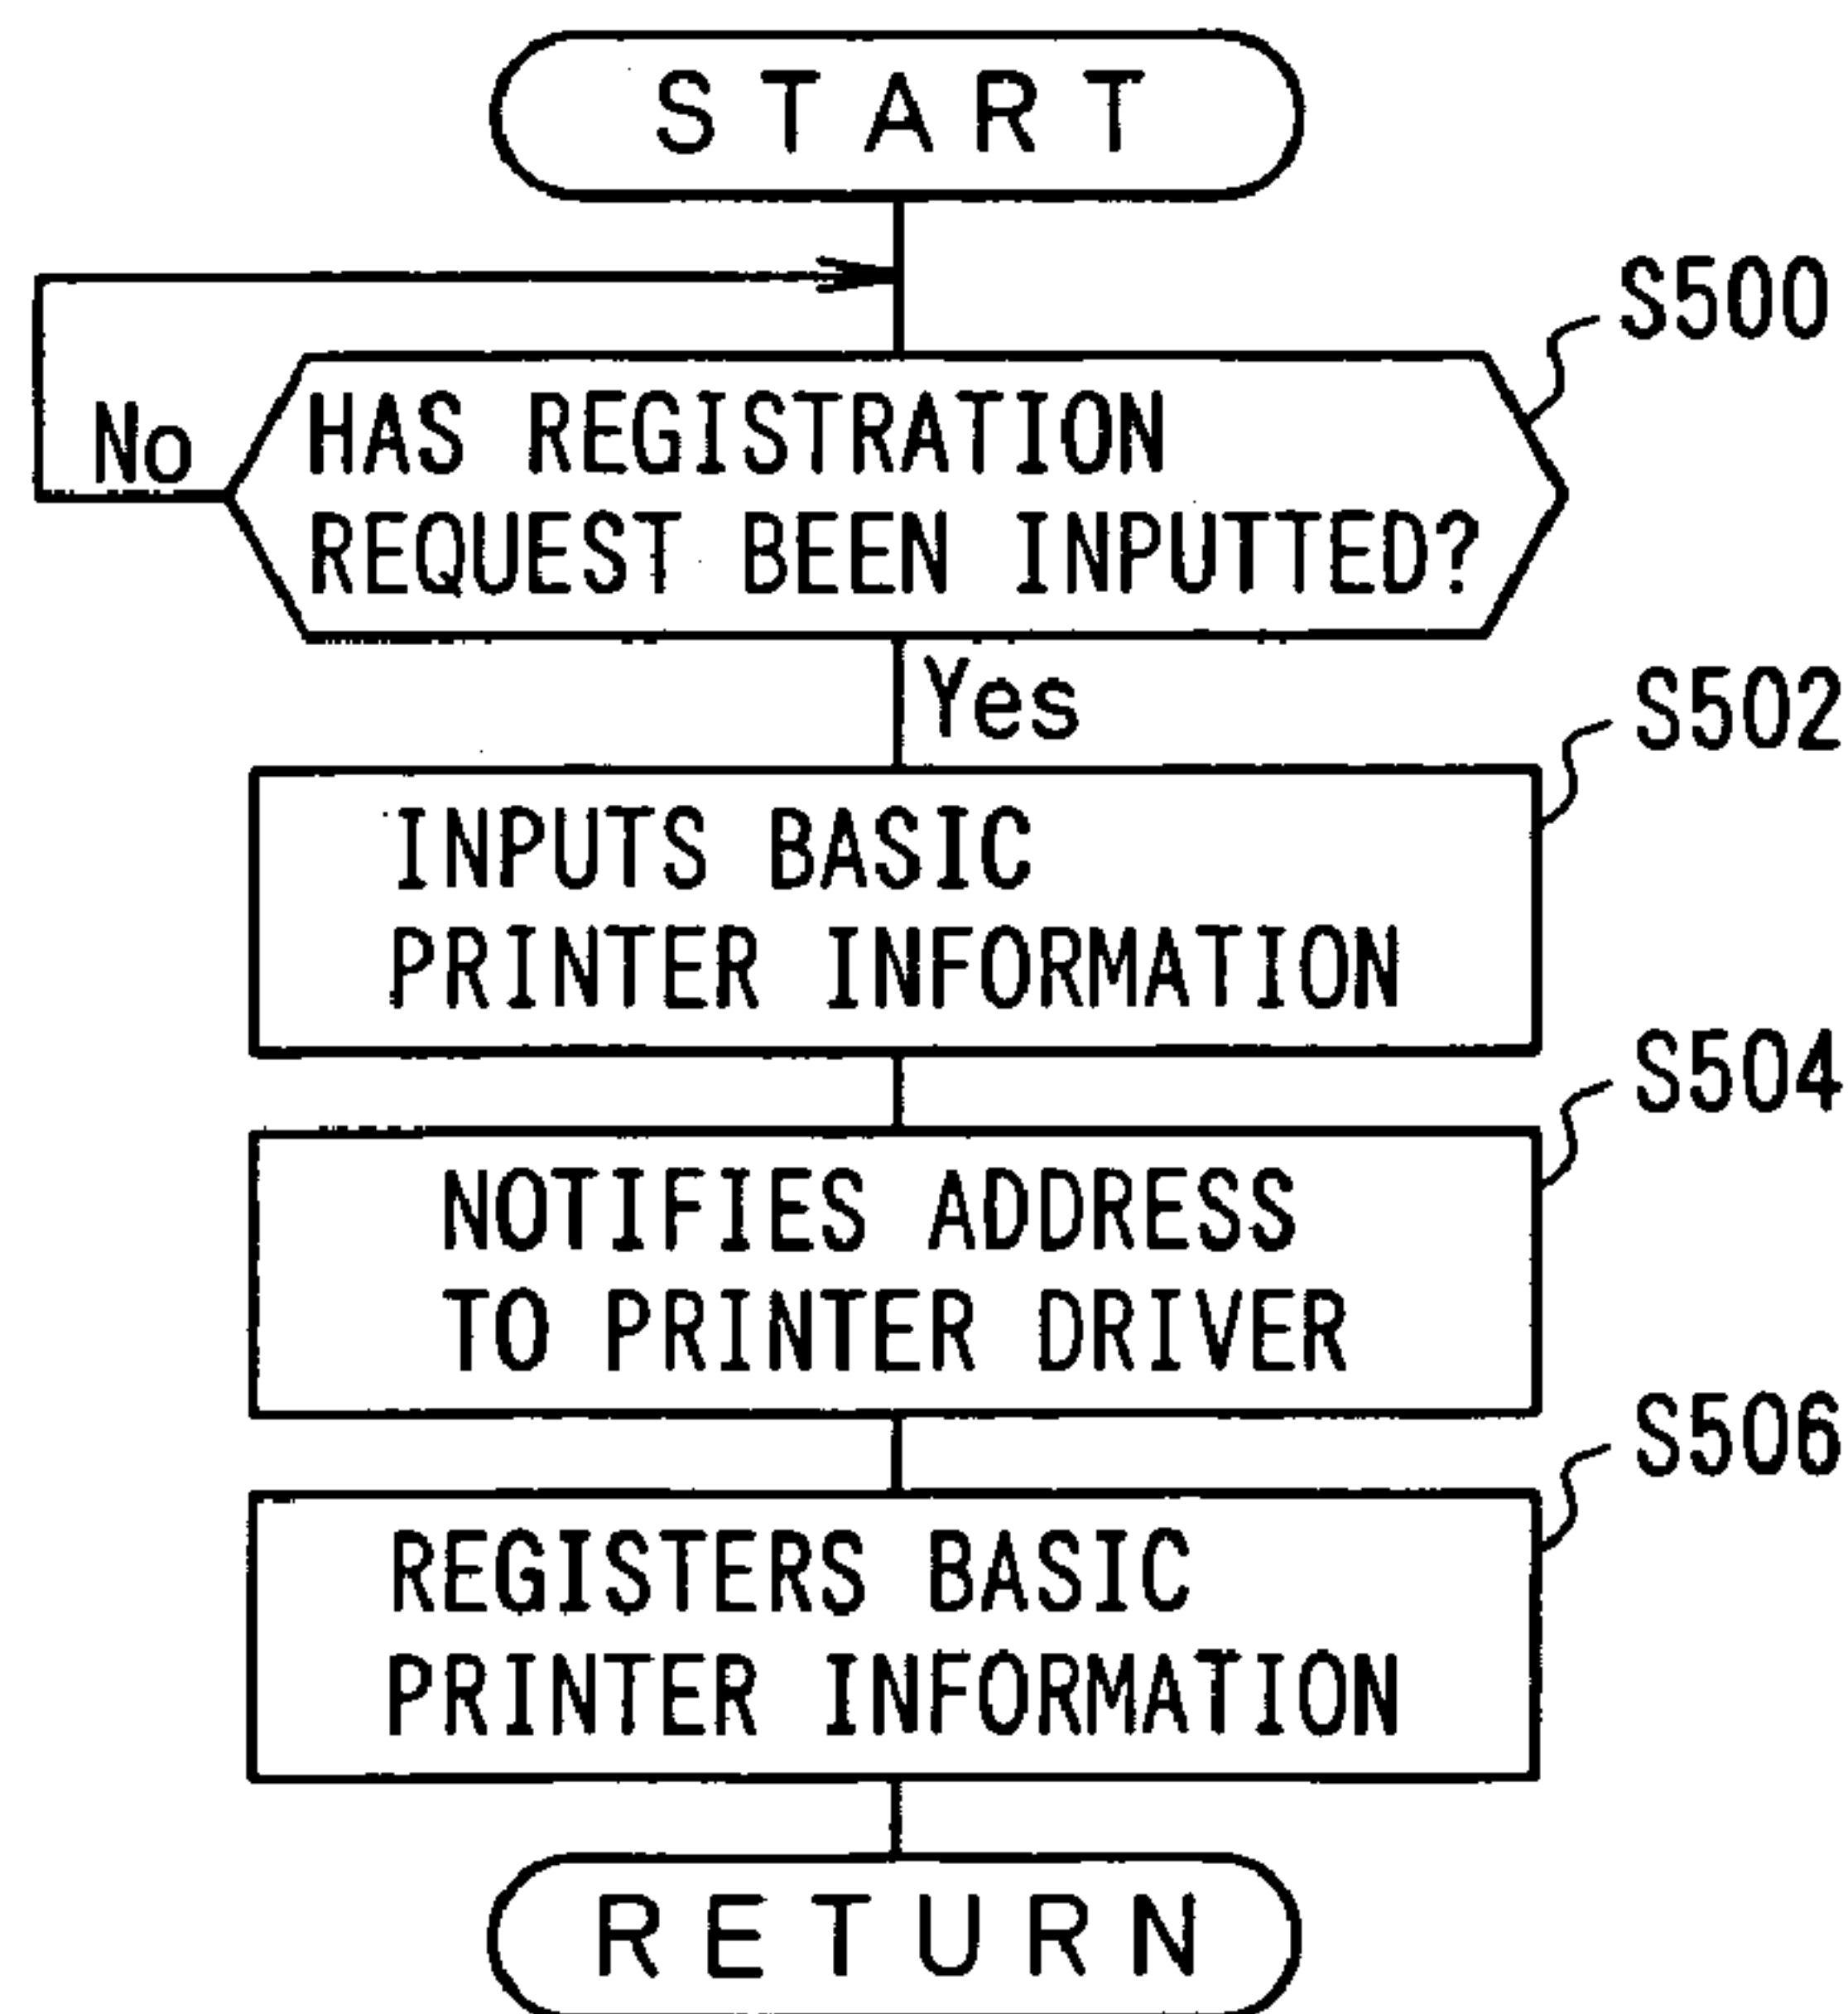 START
S500
No
HAS REGISTRATION
REQUEST BEEN INPUTTED?
Yes
S502
INPUTS BASIC
PRINTER INFORMATION
S504
NOTIFIES ADDRESS
TO PRINTER DRIVER
S506
REGISTERS BASIC
PRINTER INFORMATION
RETURN